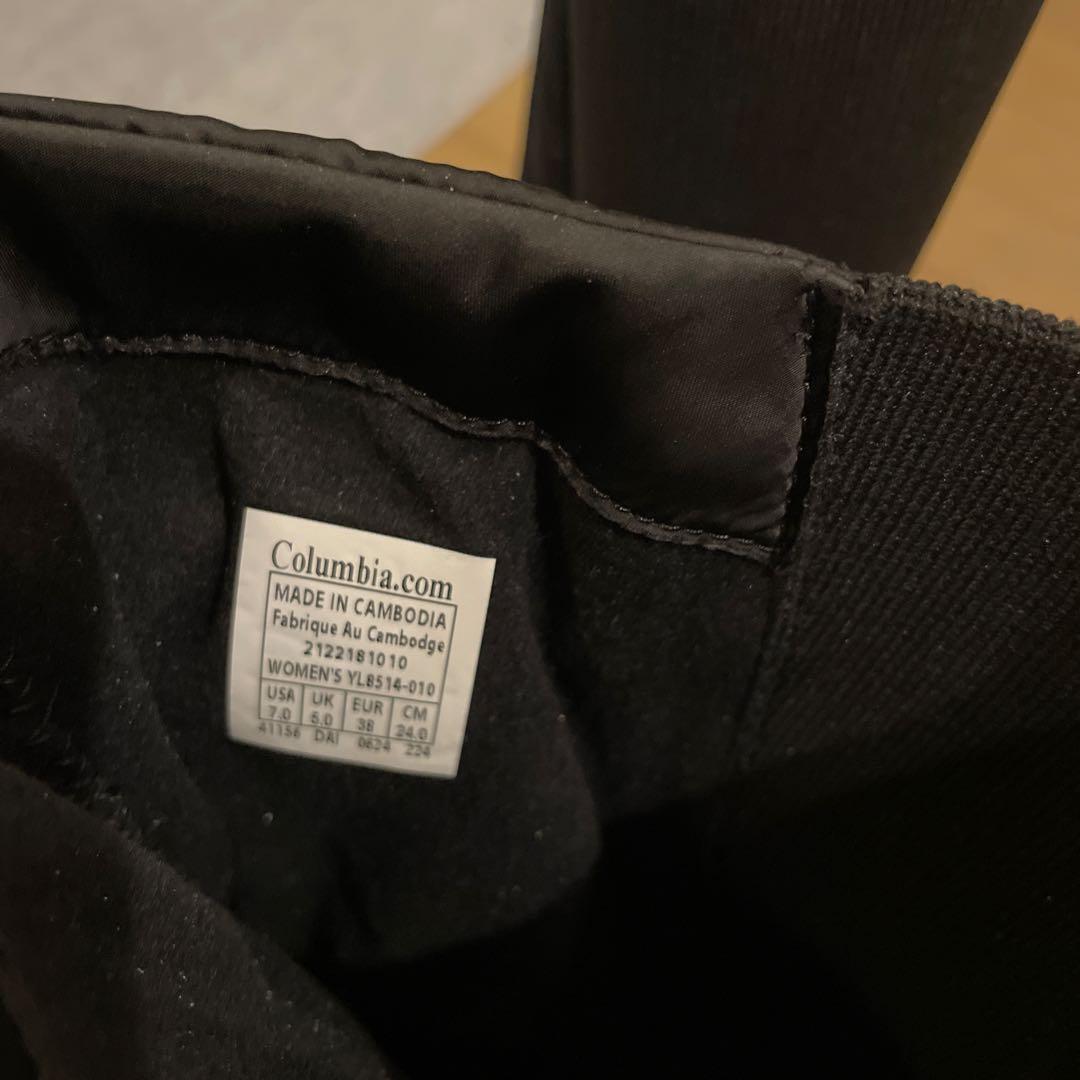 Columbia.com
MADE IN CAMBODIA
Fabrique Au Cambodge
2122181010
WOMEN'S YL8514-010
USA UK EUR CM
7.0 5.0 38 24.0
41156 DAI 0624 224